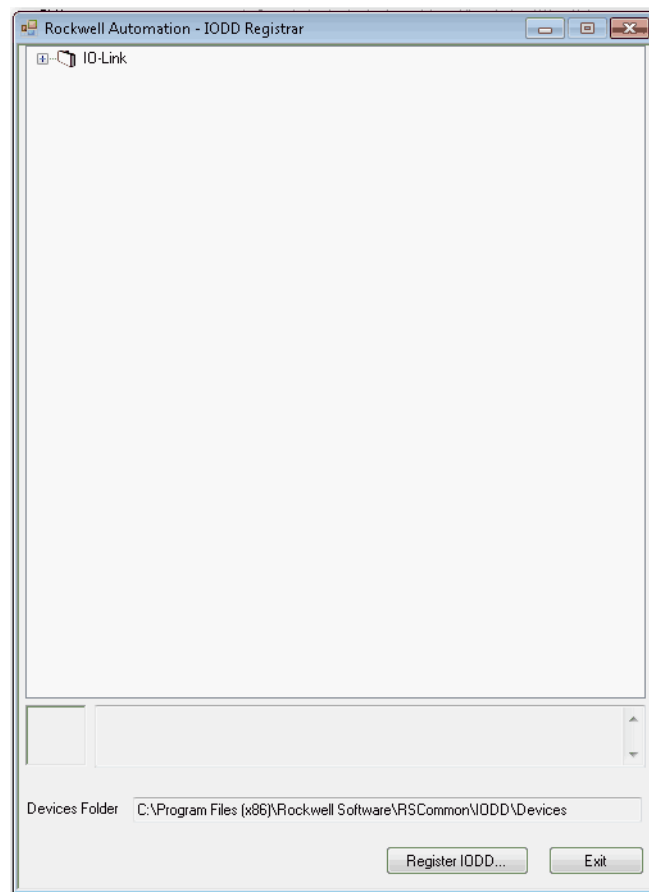 Rockwell Automation - IODD Registrar
IO-Link
Devices Folder C:\Program Files (x86)\Rockwell Software\RSCommon\IODD\Devices
Register IODD... Exit